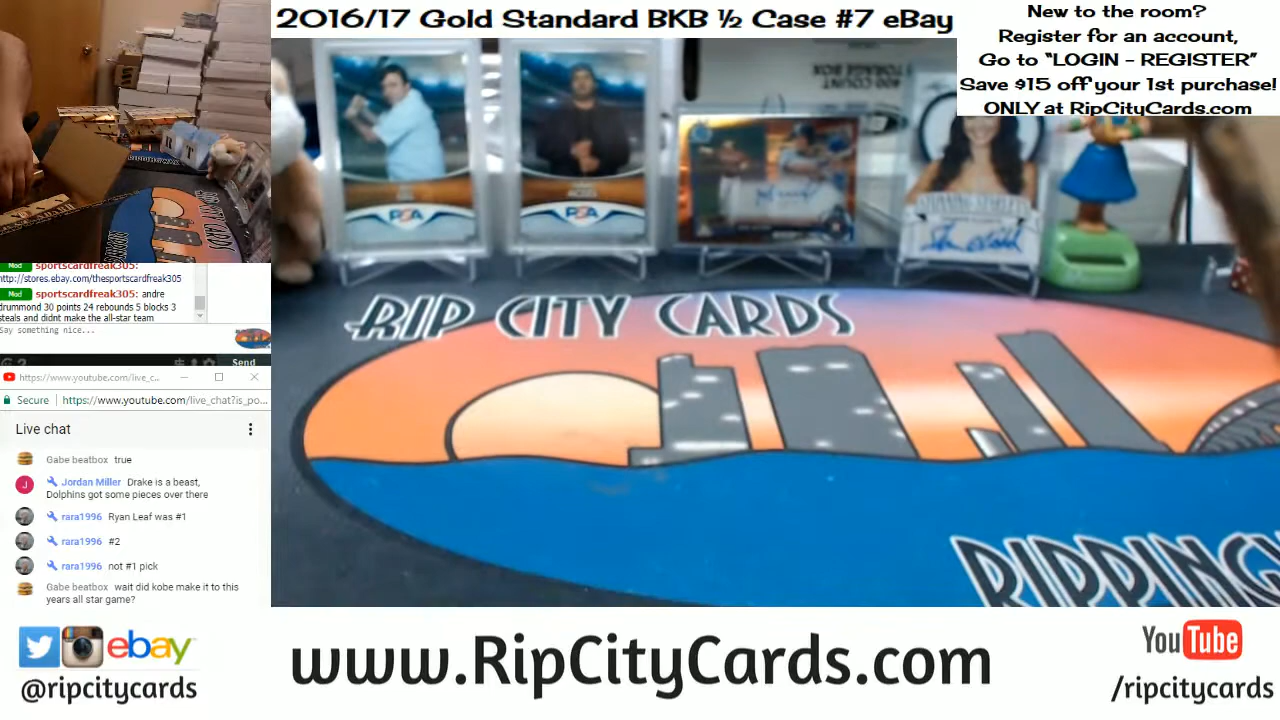 2016/17 Gold Standard BKB ½ Case #7 eBay
New to the room?
Register for an account,
Go to “LOGIN - REGISTER”
Save $15 off your 1st purchase!
ONLY at RipCityCards.com
PSA
PSA
RIP CITY CARDS
Mod sportscardfreak305:
http://stores.ebay.com/thesportscardfreak305
Mod sportscardfreak305: andre
drummond 30 points 24 rebounds 5 blocks 3
steals and didnt make the all-star team
Say something nice...
Send
https://www.youtube.com/live_c...
Secure https://www.youtube.com/live_chat?is_po...
Live chat
Gabe beatbox true
J Jordan Miller Drake is a beast,
Dolphins got some pieces over there
rara1996 Ryan Leaf was #1
rara1996 #2
rara1996 not #1 pick
Gabe beatbox wait did kobe make it to this
years all star game?
ebay
@ripcitycards
www.RipCityCards.com
YouTube
/ripcitycards